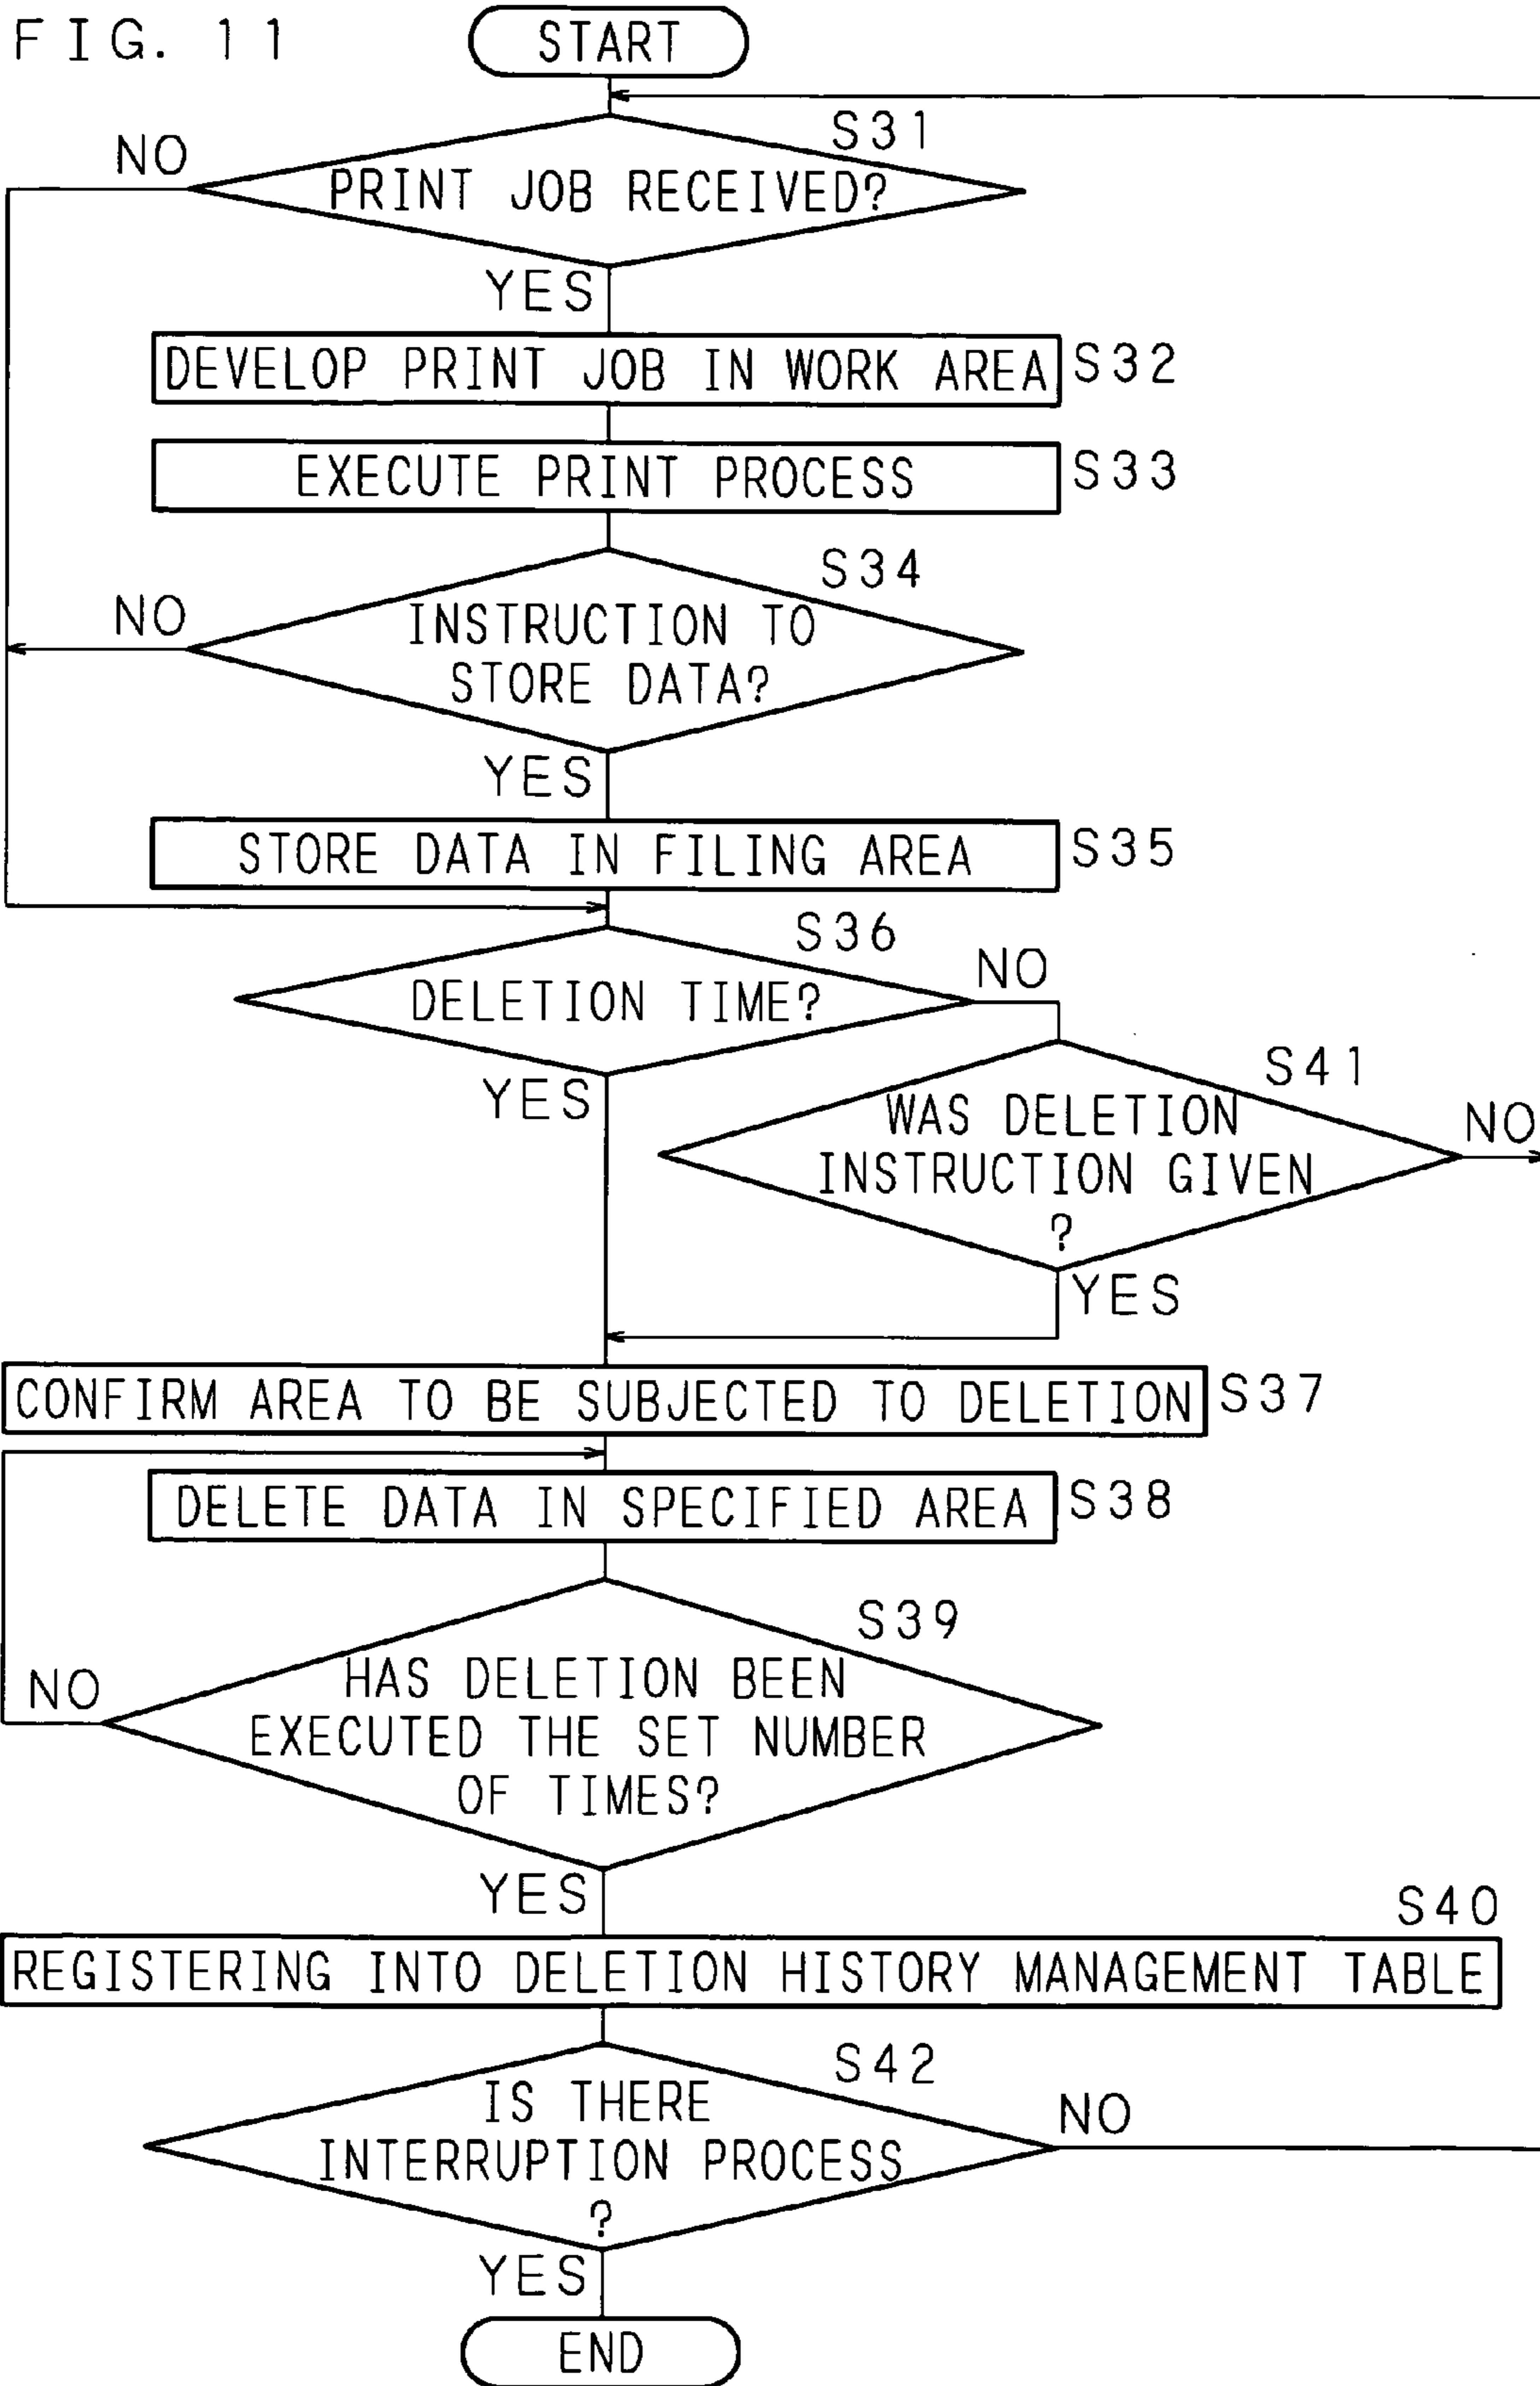 FIG. 11
START
S31
NO
PRINT JOB RECEIVED?
YES
DEVELOP PRINT JOB IN WORK AREA
S32
EXECUTE PRINT PROCESS
S33
S34
NO
INSTRUCTION TO
STORE DATA?
YES
STORE DATA IN FILING AREA
S35
S36
NO
DELETION TIME?
YES
S41
WAS DELETION
INSTRUCTION GIVEN
?
NO
YES
CONFIRM AREA TO BE SUBJECTED TO DELETION
S37
DELETE DATA IN SPECIFIED AREA
S38
S39
NO
HAS DELETION BEEN
EXECUTED THE SET NUMBER
OF TIMES?
YES
S40
REGISTERING INTO DELETION HISTORY MANAGEMENT TABLE
S42
IS THERE
INTERRUPTION PROCESS
?
NO
YES
END